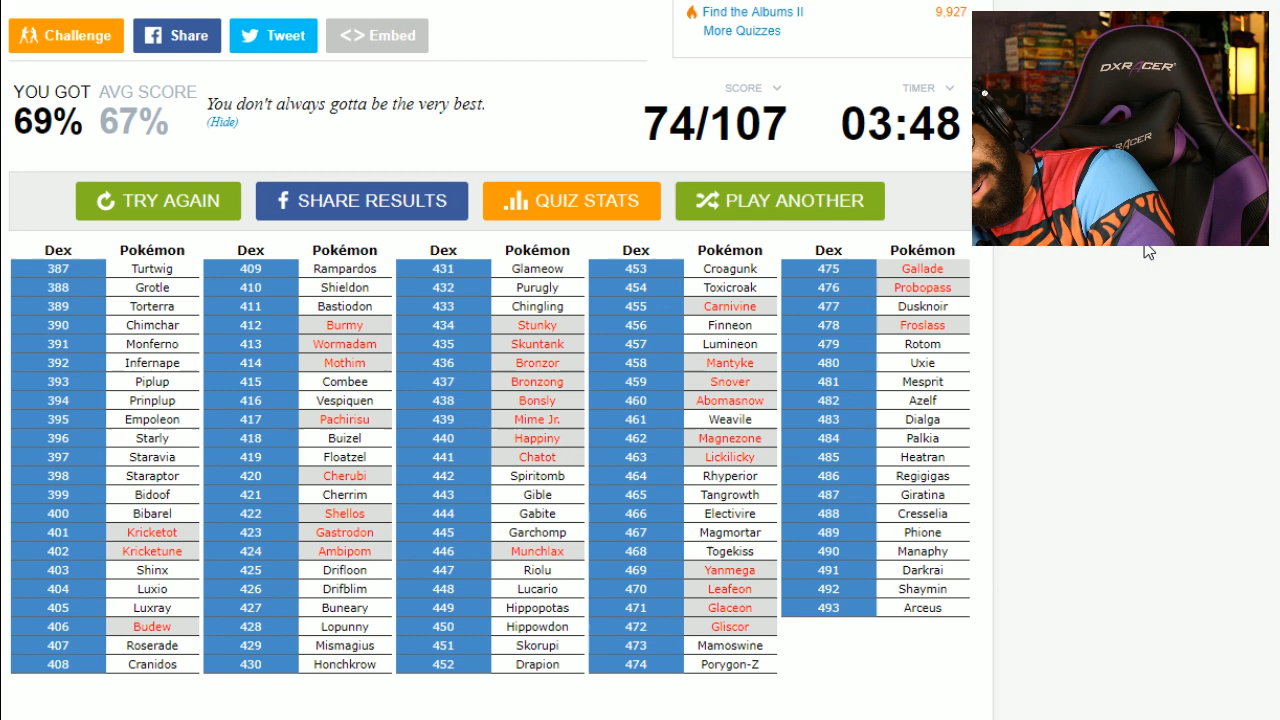 Find the Albums II 9,927
More Quizzes
Challenge Share Tweet <> Embed
YOU GOT AVG SCORE
69% 67%
You don't always gotta be the very best.
(Hide)
SCORE TIMER
74/107 03:48
DXRACER
DXRACER
TRY AGAIN SHARE RESULTS QUIZ STATS PLAY ANOTHER
Dex Pokémon Dex Pokémon Dex Pokémon Dex Pokémon Dex Pokémon
387 Turtwig 409 Rampardos 431 Glameow 453 Croagunk 475 Gallade
388 Grotle 410 Shieldon 432 Purugly 454 Toxicroak 476 Probopass
389 Torterra 411 Bastiodon 433 Chingling 455 Carnivine 477 Dusknoir
390 Chimchar 412 Burmy 434 Stunky 456 Finneon 478 Froslass
391 Monferno 413 Wormadam 435 Skuntank 457 Lumineon 479 Rotom
392 Infernape 414 Mothim 436 Bronzor 458 Mantyke 480 Uxie
393 Piplup 415 Combee 437 Bronzong 459 Snover 481 Mesprit
394 Prinplup 416 Vespiquen 438 Bonsly 460 Abomasnow 482 Azelf
395 Empoleon 417 Pachirisu 439 Mime Jr. 461 Weavile 483 Dialga
396 Starly 418 Buizel 440 Happiny 462 Magnezone 484 Palkia
397 Staravia 419 Floatzel 441 Chatot 463 Lickilicky 485 Heatran
398 Staraptor 420 Cherubi 442 Spiritomb 464 Rhyperior 486 Regigigas
399 Bidoof 421 Cherrim 443 Gible 465 Tangrowth 487 Giratina
400 Bibarel 422 Shellos 444 Gabite 466 Electivire 488 Cresselia
401 Kricketot 423 Gastrodon 445 Garchomp 467 Magmortar 489 Phione
402 Kricketune 424 Ambipom 446 Munchlax 468 Togekiss 490 Manaphy
403 Shinx 425 Drifloon 447 Riolu 469 Yanmega 491 Darkrai
404 Luxio 426 Drifblim 448 Lucario 470 Leafeon 492 Shaymin
405 Luxray 427 Buneary 449 Hippopotas 471 Glaceon 493 Arceus
406 Budew 428 Lopunny 450 Hippowdon 472 Gliscor
407 Roserade 429 Mismagius 451 Skorupi 473 Mamoswine
408 Cranidos 430 Honchkrow 452 Drapion 474 Porygon-Z